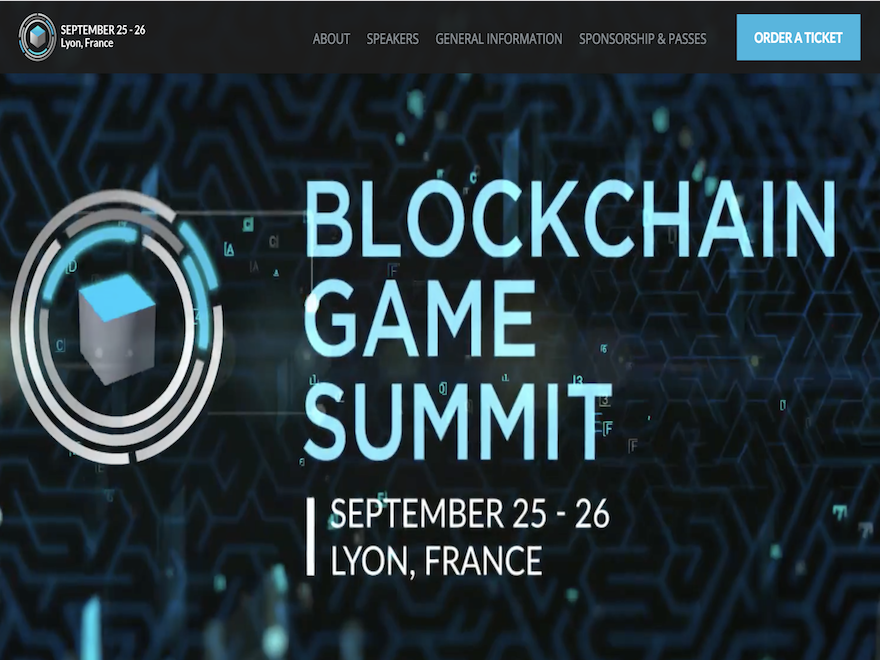 SEPTEMBER 25 - 26
Lyon, France
ABOUT SPEAKERS GENERAL INFORMATION SPONSORSHIP & PASSES ORDER A TICKET
BLOCKCHAIN
GAME
SUMMIT
SEPTEMBER 25 - 26
LYON, FRANCE